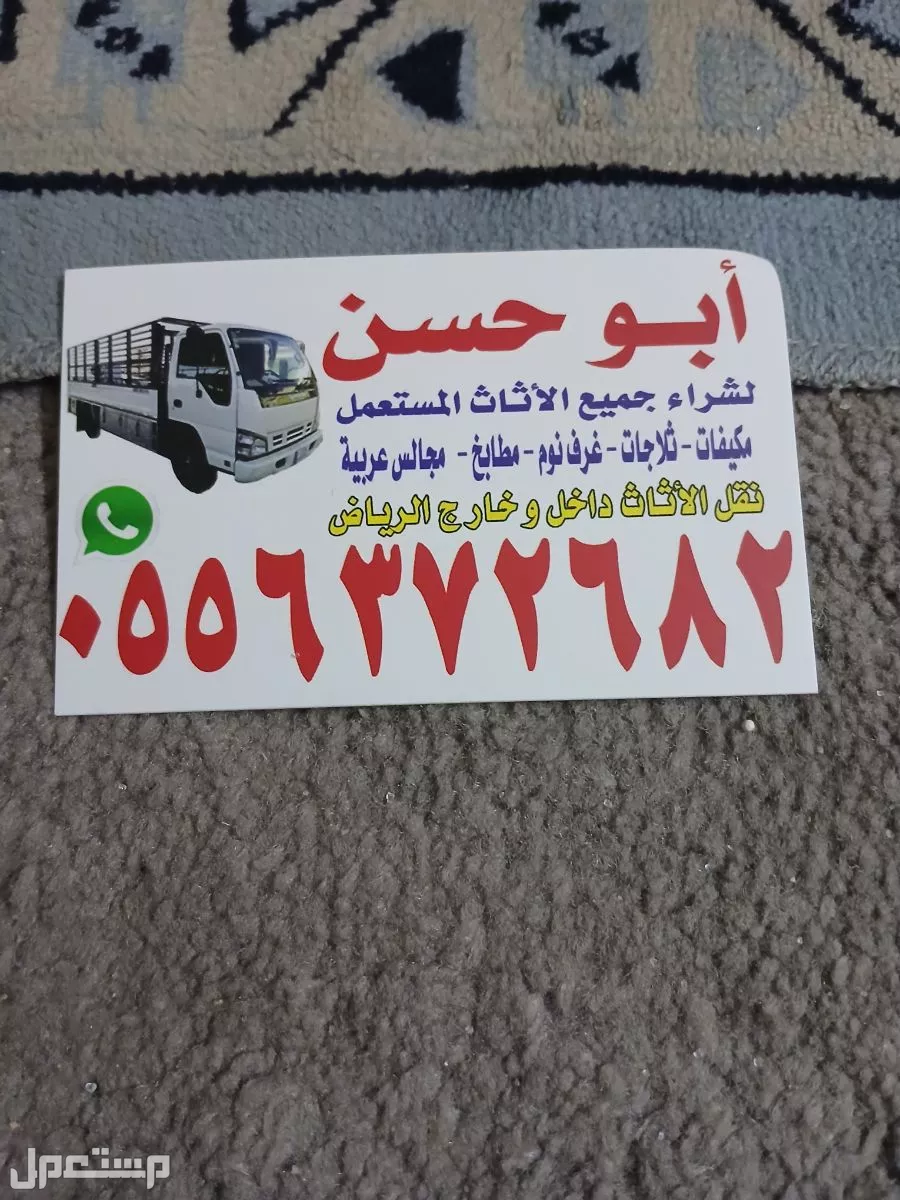 أبو حسن
لشراء جميع الأثاث المستعمل
مكيفات - ثلاجات - غرف نوم - مطابخ - مجالس عربية
نقل الأثاث داخل و خارج الرياض
٠٥٥٦٣٧٢٦٨٢
مستعمل